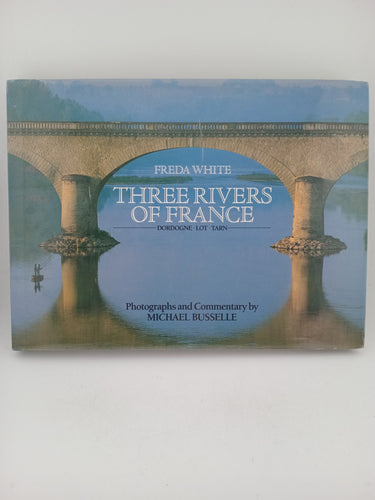 FREDA WHITE
THREE RIVERS
OF FRANCE
DORDOGNE · LOT · TARN
Photographs and Commentary by
MICHAEL BUSSELLE